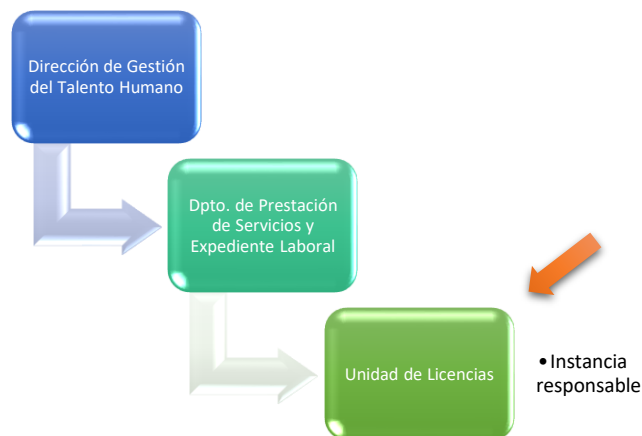 Dirección de Gestión
del Talento Humano
Dpto. de Prestación
de Servicios y
Expediente Laboral
Unidad de Licencias
•Instancia
responsable